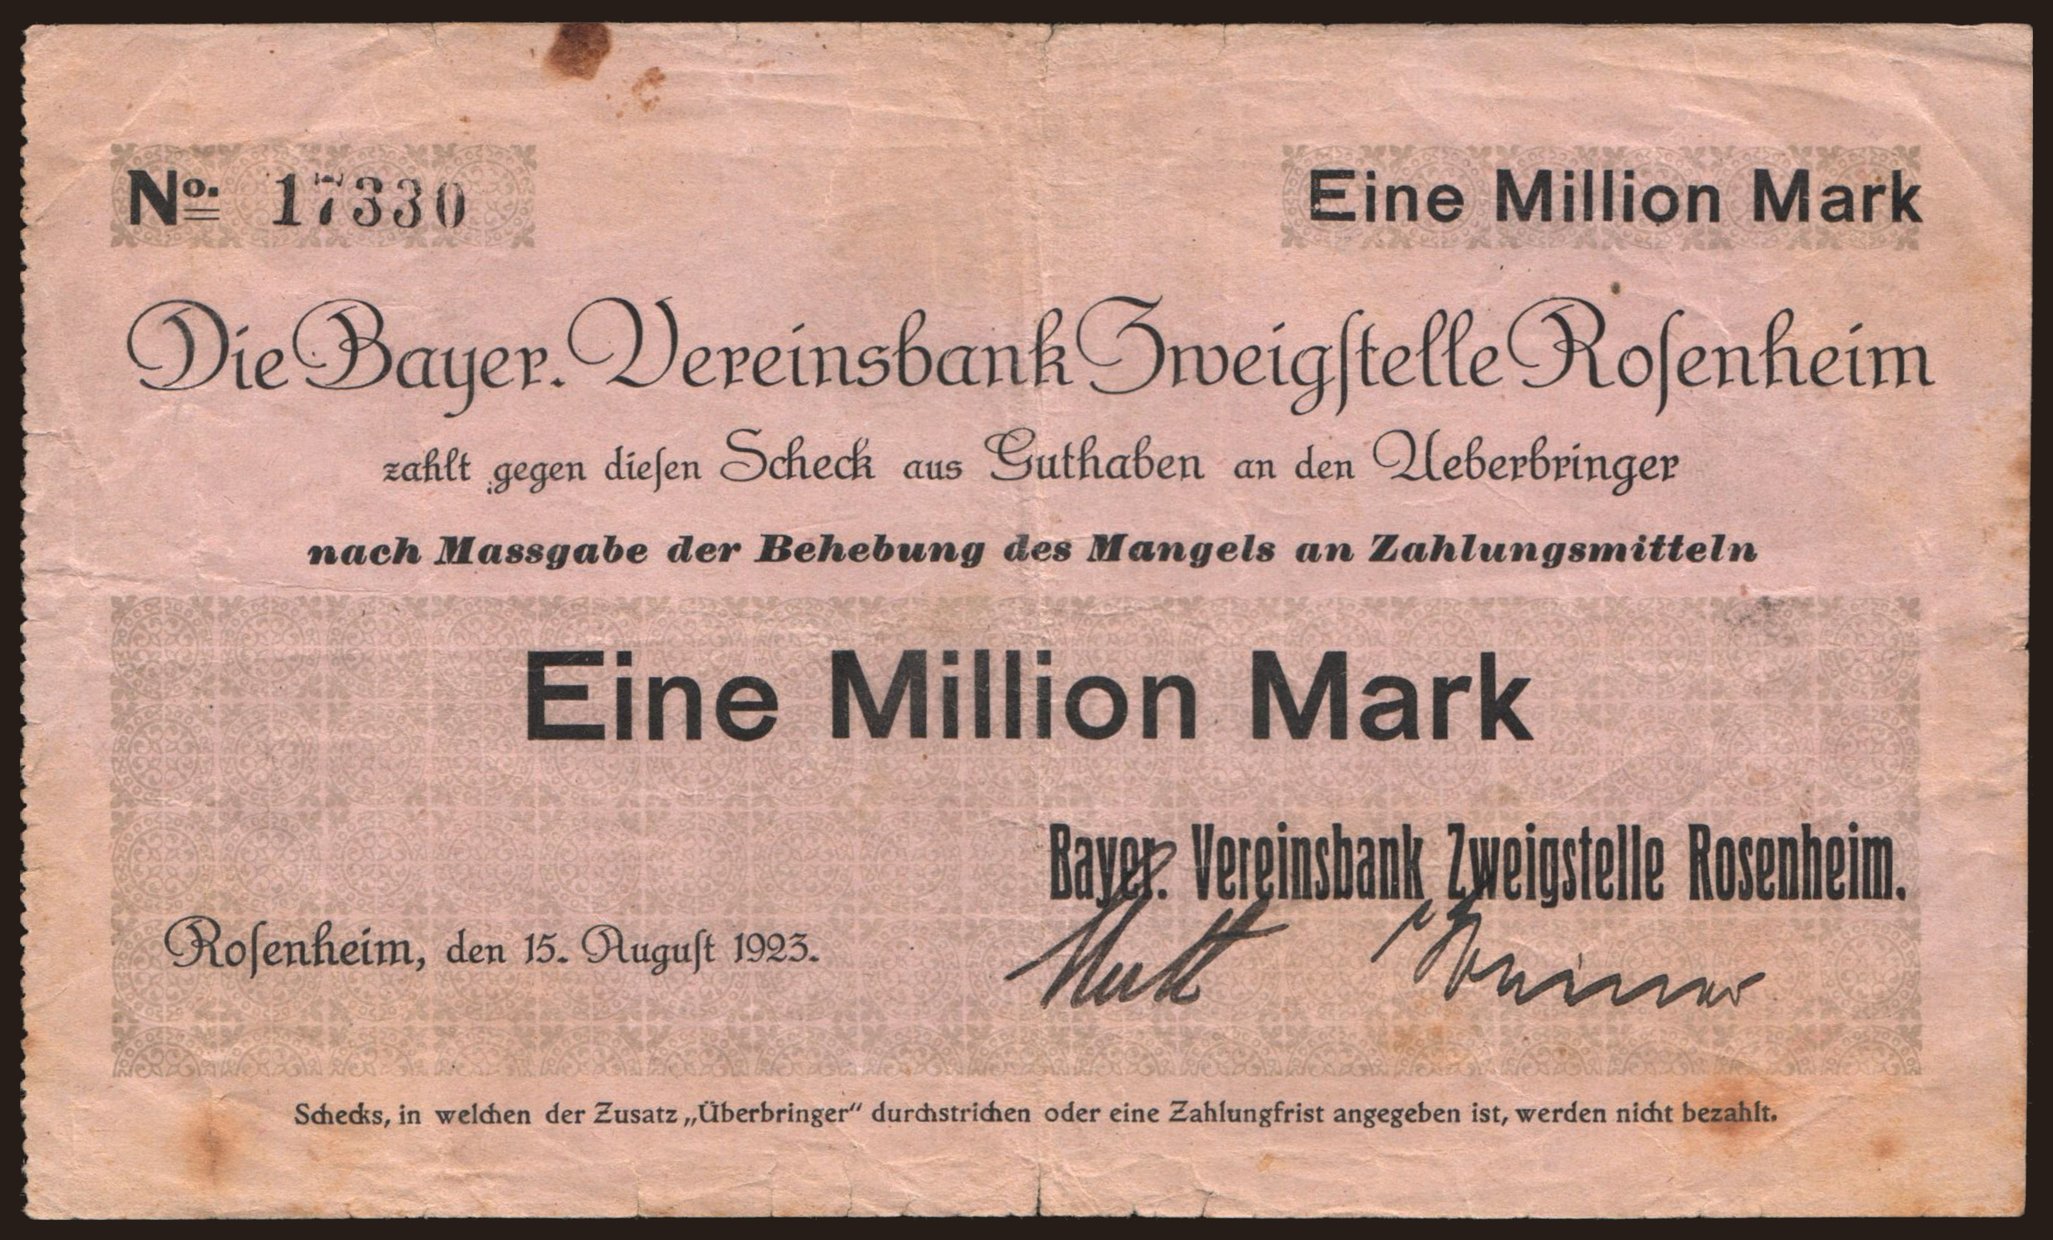 No. 17330
Eine Million Mark
Die Bayer. Vereinsbank Zweigſtelle Roſenheim
zahlt gegen dieſen Scheck aus Guthaben an den Ueberbringer
nach Massgabe der Behebung des Mangels an Zahlungsmitteln
Eine Million Mark
Bayer. Vereinsbank Zweigstelle Rosenheim.
Roſenheim, den 15. Auguſt 1923.
Schecks, in welchen der Zusatz „Überbringer“ durchstrichen oder eine Zahlungfrist angegeben ist, werden nicht bezahlt.